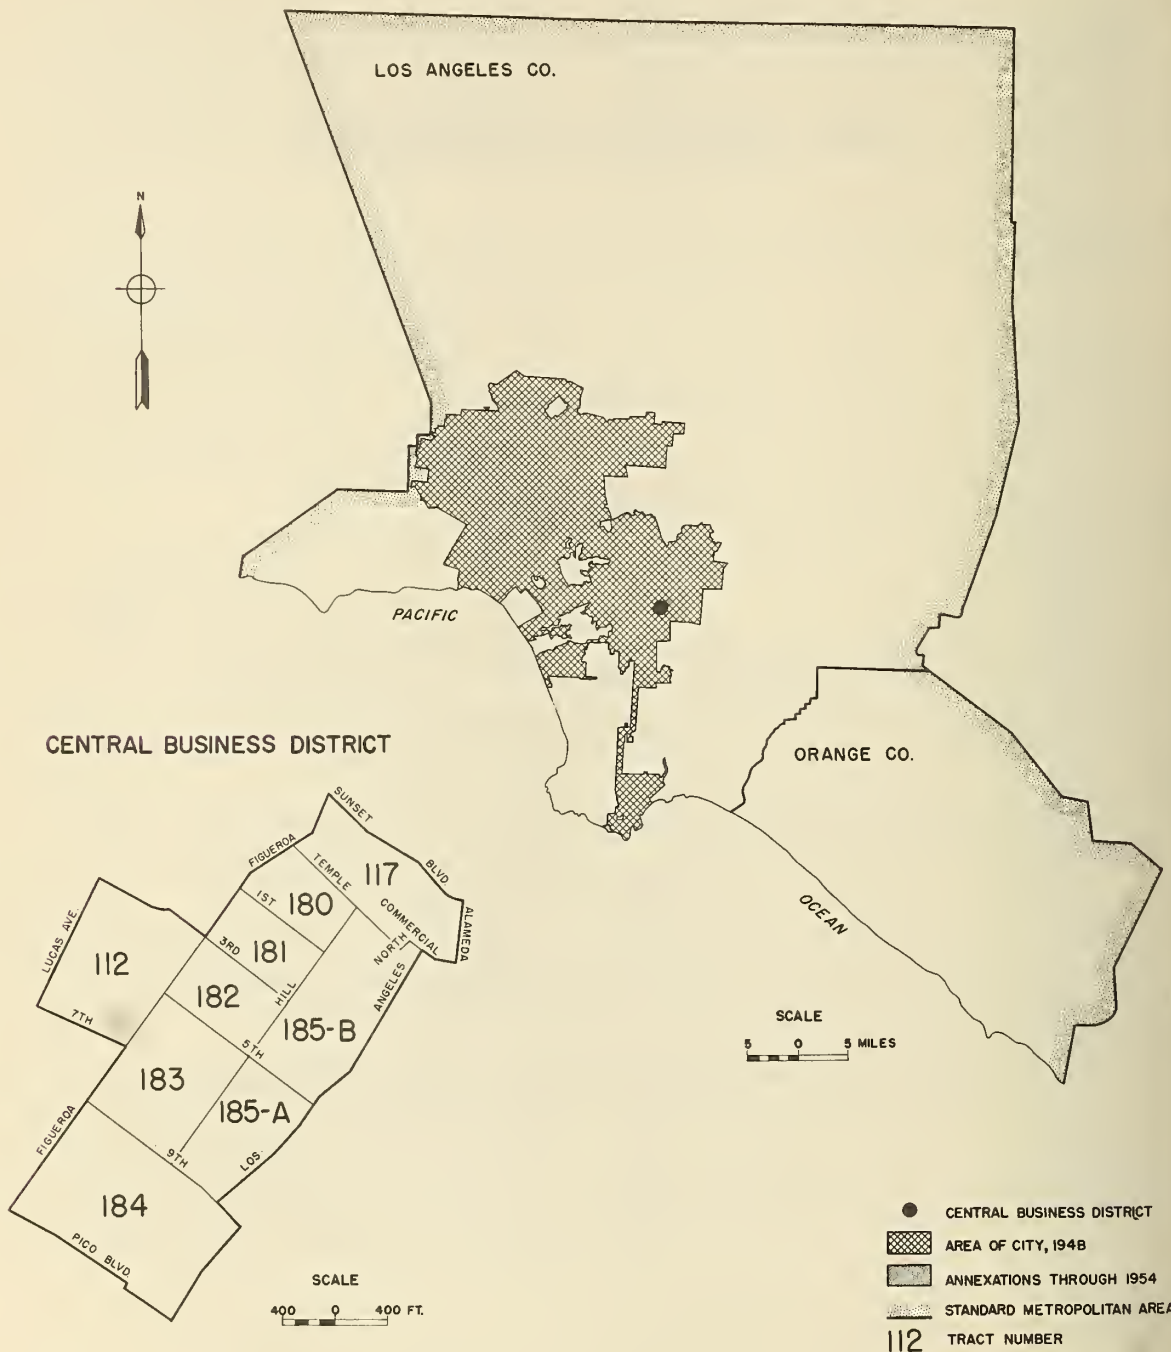 LOS ANGELES CO.
N
PACIFIC
OCEAN
ORANGE CO.
SCALE
5 0 5 MILES
CENTRAL BUSINESS DISTRICT
SUNSET
BLVD.
FIGUEROA
TEMPLE
117
COMMERCIAL
NORTH
ALAMEDA
1ST
180
LUCAS AVE.
112
3RD
181
HILL
ANGELES
182
185-B
7TH
5TH
183
185-A
FIGUEROA
9TH
LOS
184
PICO BLVD.
SCALE
400 0 400 FT.
CENTRAL BUSINESS DISTRICT
AREA OF CITY, 1948
ANNEXATIONS THROUGH 1954
STANDARD METROPOLITAN AREA
112 TRACT NUMBER